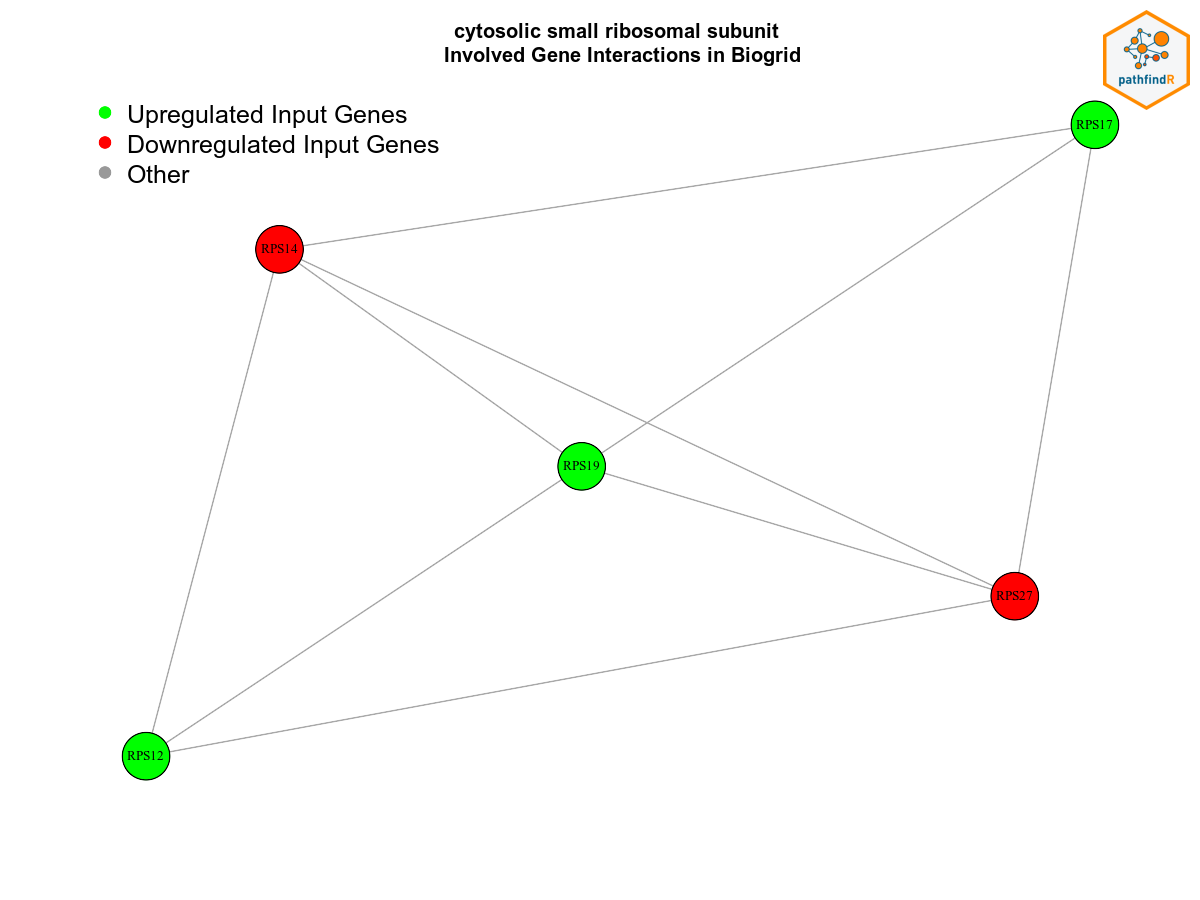 cytosolic small ribosomal subunit
Involved Gene Interactions in Biogrid
pathfindR
Upregulated Input Genes
Downregulated Input Genes
Other
RPS17
RPS14
RPS19
RPS27
RPS12